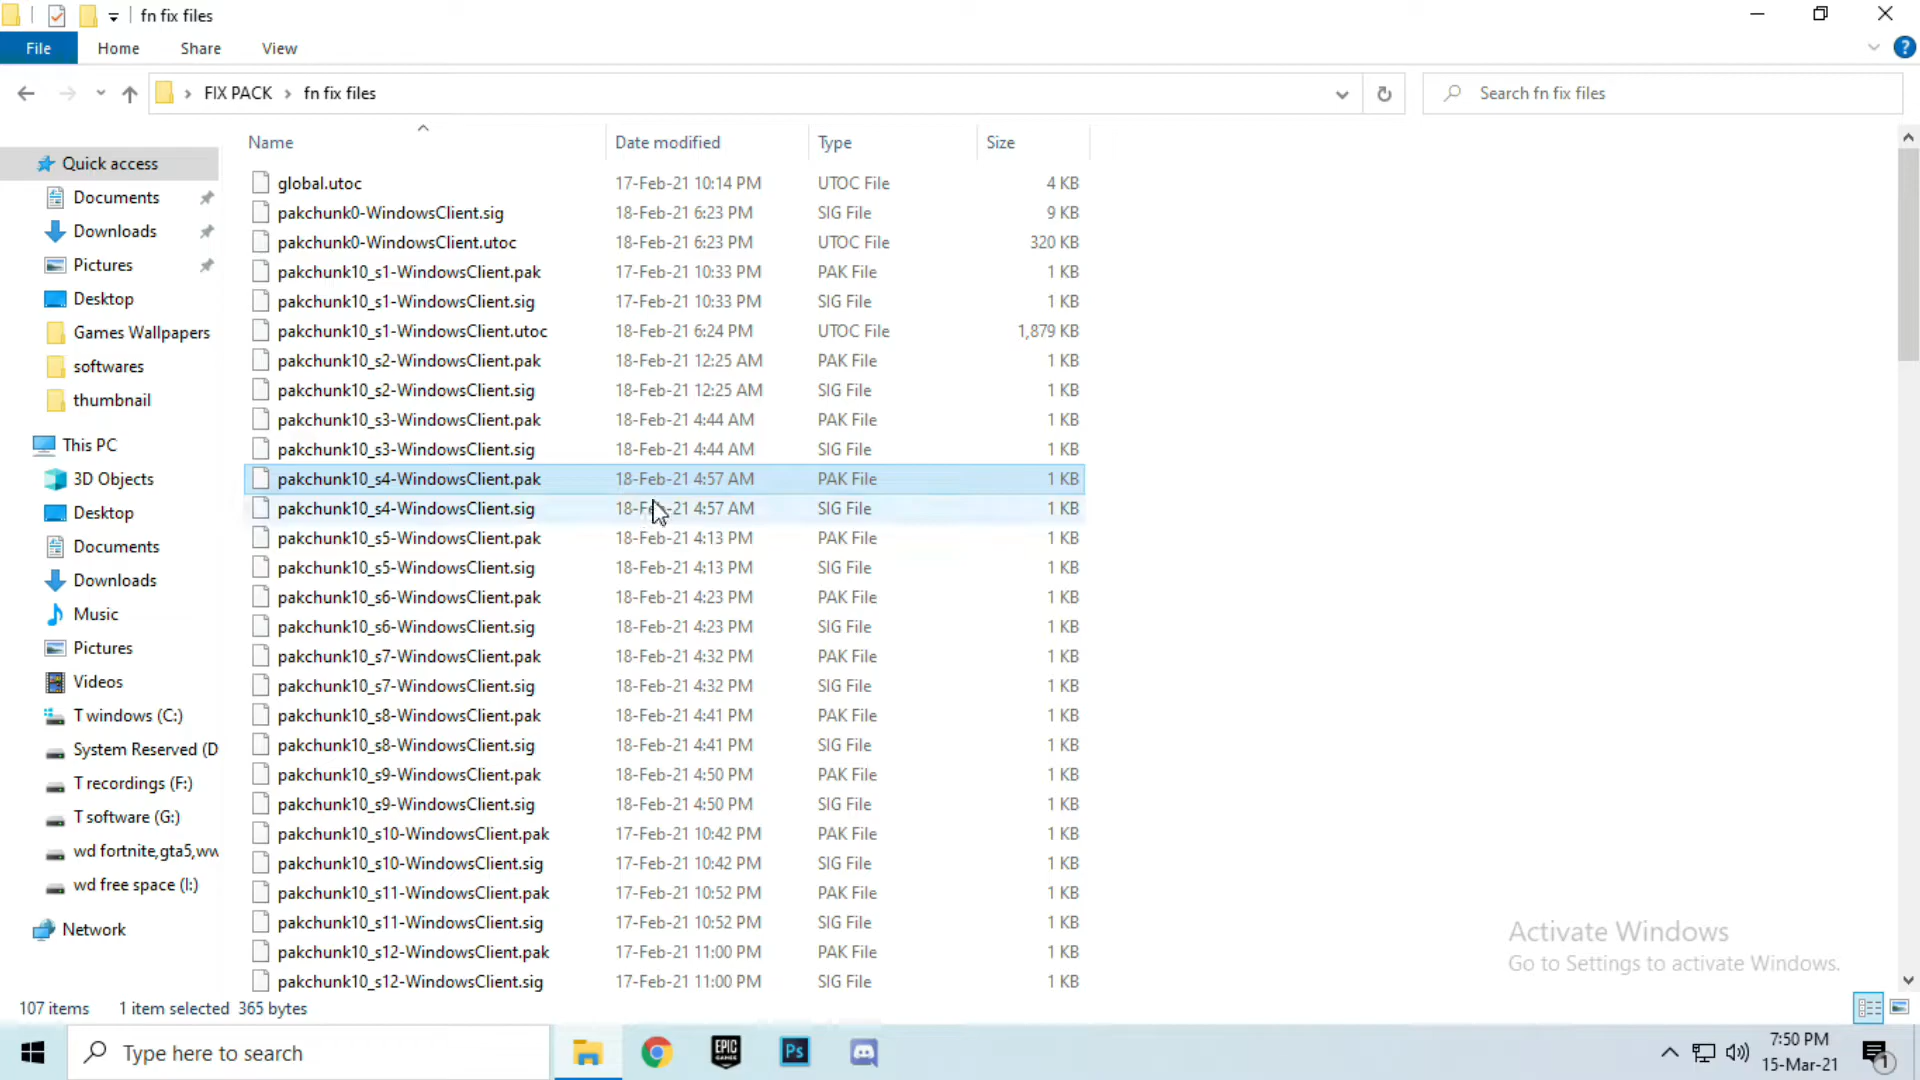 fn fix files
File Home Share View
FIX PACK fn fix files
Search fn fix files
Name Date modified Type Size
Quick access
Documents
Downloads
Pictures
Desktop
Games Wallpapers
softwares
thumbnail
This PC
3D Objects
Desktop
Documents
Downloads
Music
Pictures
Videos
T windows (C:)
System Reserved (D
T recordings (F:)
T software (G:)
wd fortnite,gta5,ww
wd free space (I:)
Network
global.utoc 17-Feb-21 10:14 PM UTOC File 4 KB
pakchunk0-WindowsClient.sig 18-Feb-21 6:23 PM SIG File 9 KB
pakchunk0-WindowsClient.utoc 18-Feb-21 6:23 PM UTOC File 320 KB
pakchunk10_s1-WindowsClient.pak 17-Feb-21 10:33 PM PAK File 1 KB
pakchunk10_s1-WindowsClient.sig 17-Feb-21 10:33 PM SIG File 1 KB
pakchunk10_s1-WindowsClient.utoc 18-Feb-21 6:24 PM UTOC File 1,879 KB
pakchunk10_s2-WindowsClient.pak 18-Feb-21 12:25 AM PAK File 1 KB
pakchunk10_s2-WindowsClient.sig 18-Feb-21 12:25 AM SIG File 1 KB
pakchunk10_s3-WindowsClient.pak 18-Feb-21 4:44 AM PAK File 1 KB
pakchunk10_s3-WindowsClient.sig 18-Feb-21 4:44 AM SIG File 1 KB
pakchunk10_s4-WindowsClient.pak 18-Feb-21 4:57 AM PAK File 1 KB
pakchunk10_s4-WindowsClient.sig 18-Feb-21 4:57 AM SIG File 1 KB
pakchunk10_s5-WindowsClient.pak 18-Feb-21 4:13 PM PAK File 1 KB
pakchunk10_s5-WindowsClient.sig 18-Feb-21 4:13 PM SIG File 1 KB
pakchunk10_s6-WindowsClient.pak 18-Feb-21 4:23 PM PAK File 1 KB
pakchunk10_s6-WindowsClient.sig 18-Feb-21 4:23 PM SIG File 1 KB
pakchunk10_s7-WindowsClient.pak 18-Feb-21 4:32 PM PAK File 1 KB
pakchunk10_s7-WindowsClient.sig 18-Feb-21 4:32 PM SIG File 1 KB
pakchunk10_s8-WindowsClient.pak 18-Feb-21 4:41 PM PAK File 1 KB
pakchunk10_s8-WindowsClient.sig 18-Feb-21 4:41 PM SIG File 1 KB
pakchunk10_s9-WindowsClient.pak 18-Feb-21 4:50 PM PAK File 1 KB
pakchunk10_s9-WindowsClient.sig 18-Feb-21 4:50 PM SIG File 1 KB
pakchunk10_s10-WindowsClient.pak 17-Feb-21 10:42 PM PAK File 1 KB
pakchunk10_s10-WindowsClient.sig 17-Feb-21 10:42 PM SIG File 1 KB
pakchunk10_s11-WindowsClient.pak 17-Feb-21 10:52 PM PAK File 1 KB
pakchunk10_s11-WindowsClient.sig 17-Feb-21 10:52 PM SIG File 1 KB
pakchunk10_s12-WindowsClient.pak 17-Feb-21 11:00 PM PAK File 1 KB
pakchunk10_s12-WindowsClient.sig 17-Feb-21 11:00 PM SIG File 1 KB
Activate Windows
Go to Settings to activate Windows.
107 items 1 item selected 365 bytes
Type here to search
EPIC
GAMES
Ps
7:50 PM
15-Mar-21
1